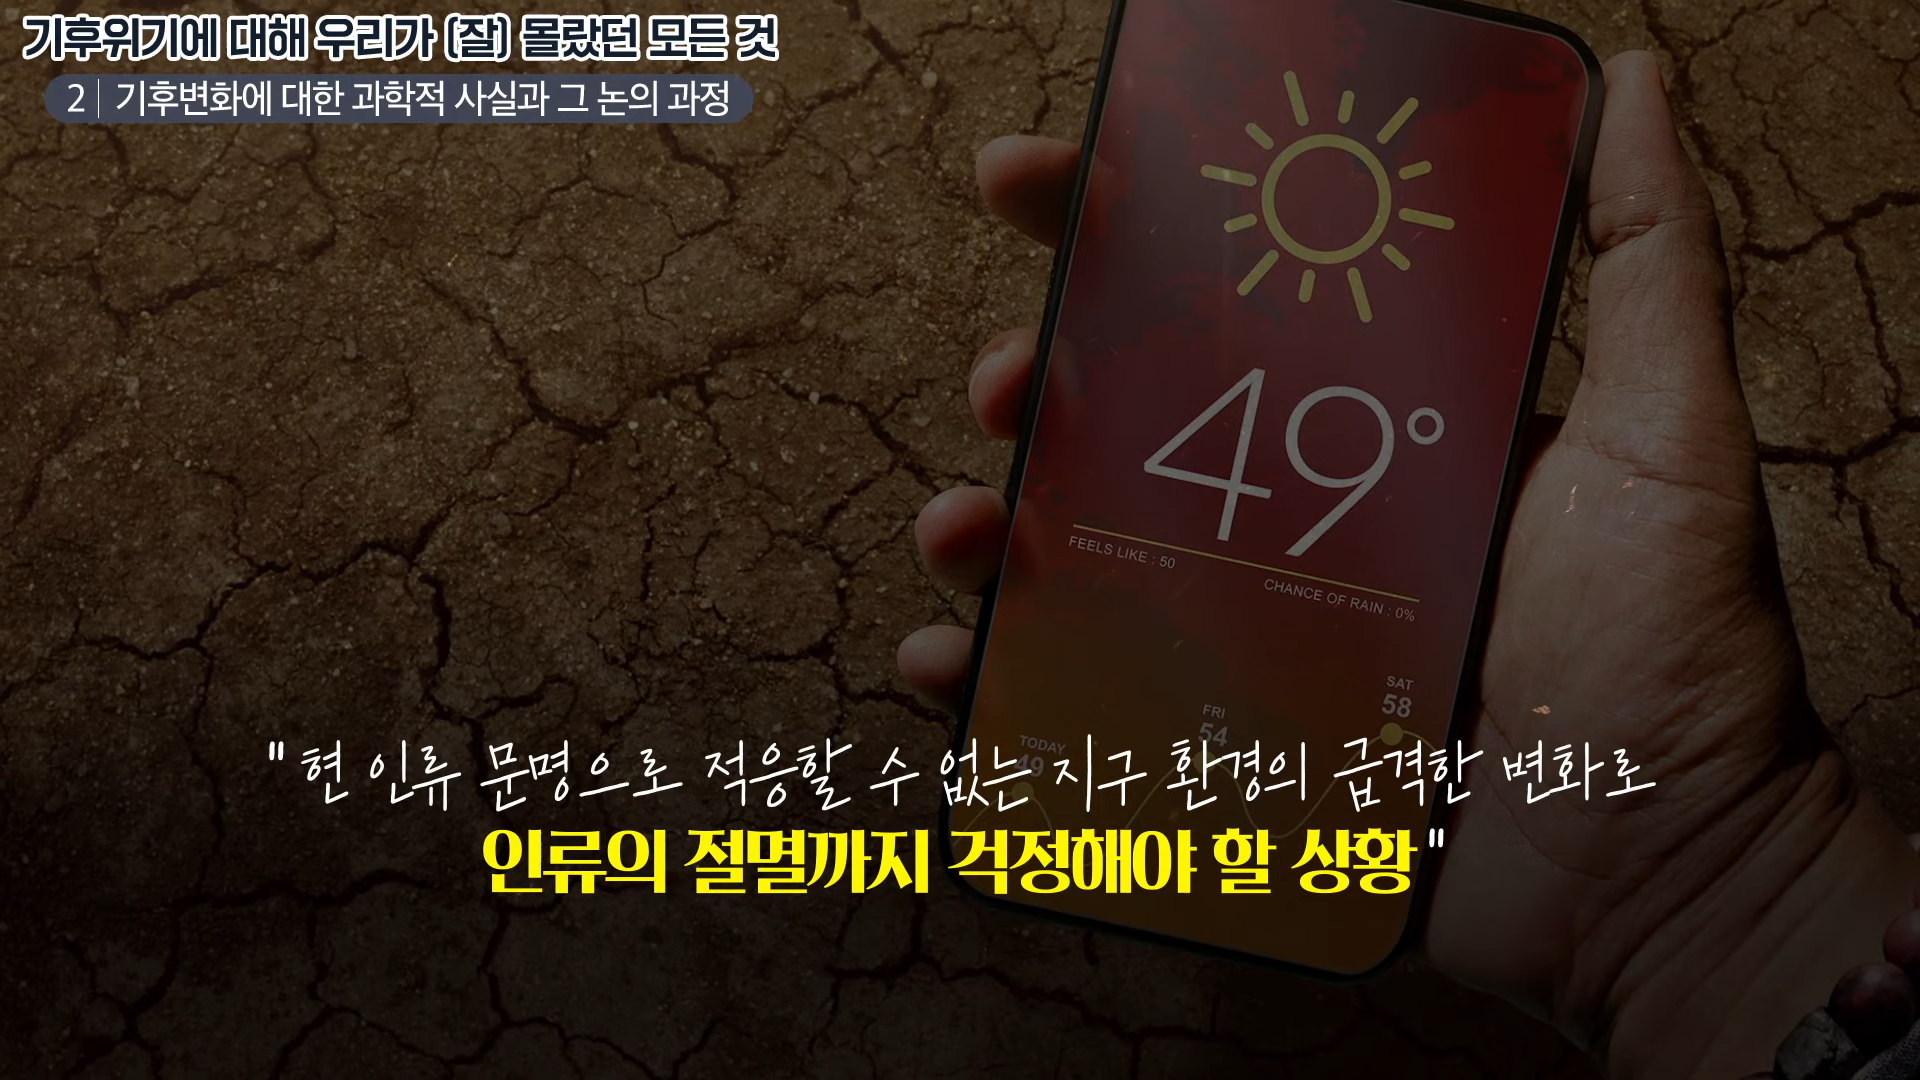 기후위기에 대해 우리가 (잘) 몰랐던 모든 것
2 기후변화에 대한 과학적 사실과 그 논의 과정
49°
FEELS LIKE : 50
CHANCE OF RAIN : 0%
SAT
58
FRI
54
TODAY
49
" 현 인류 문명으로 적응할 수 없는 지구 환경의 급격한 변화로
인류의 절멸까지 걱정해야 할 상황 "